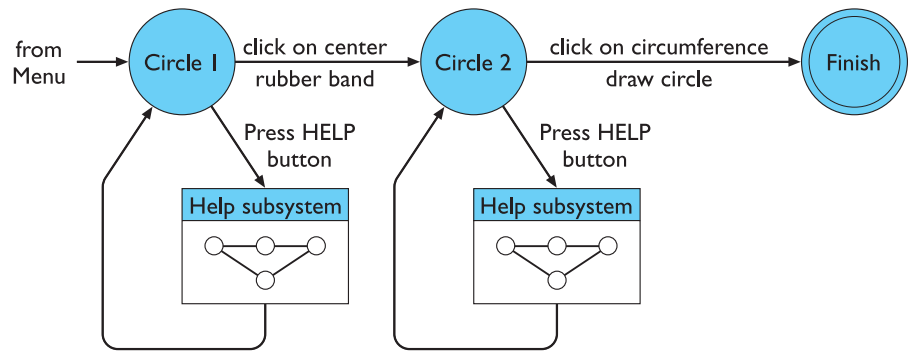 from
Menu
Circle 1
click on center
rubber band
Circle 2
click on circumference
draw circle
Finish
Press HELP
button
Press HELP
button
Help subsystem
Help subsystem